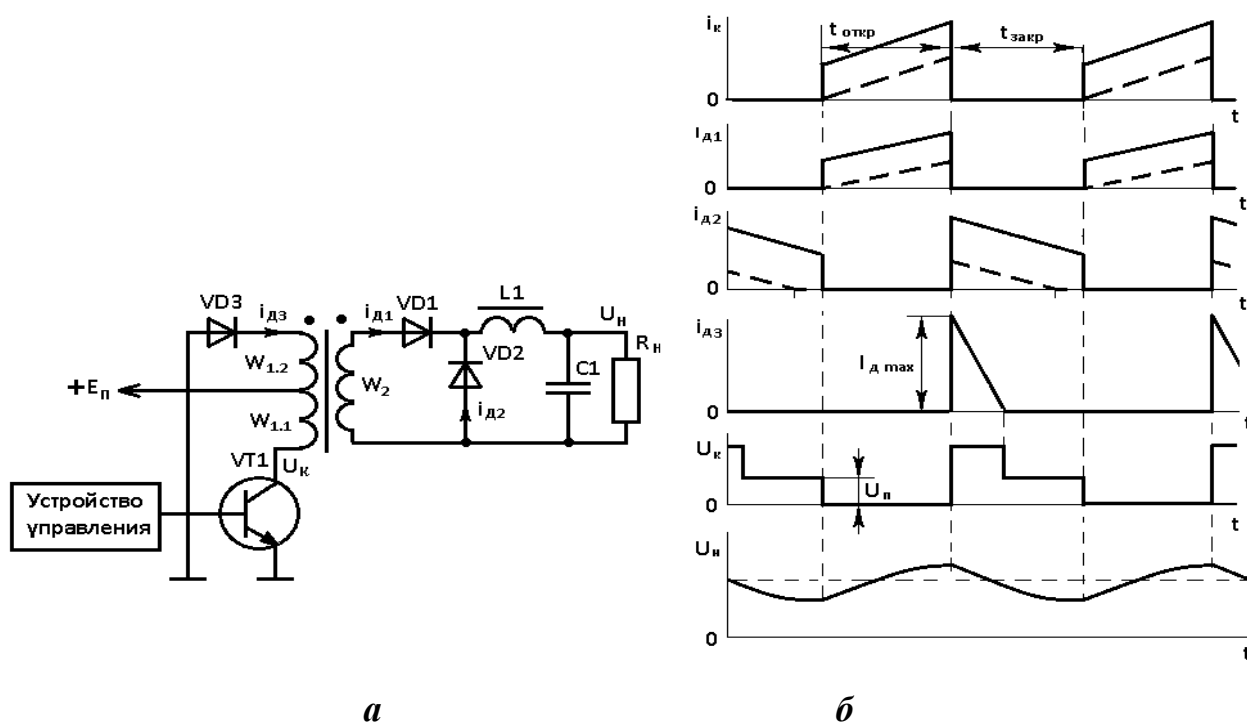 VD3
iд3
iд1
VD1
L1
Uн
Rн
W1.2
VD2
C1
+Eп
W2
W1.1
iд2
VT1
Uк
Устройство
управления
а
iк
tоткр
tзакр
0
t
iд1
0
t
iд2
0
t
iд3
Iд max
0
t
Uк
Uп
0
t
Uн
0
t
б